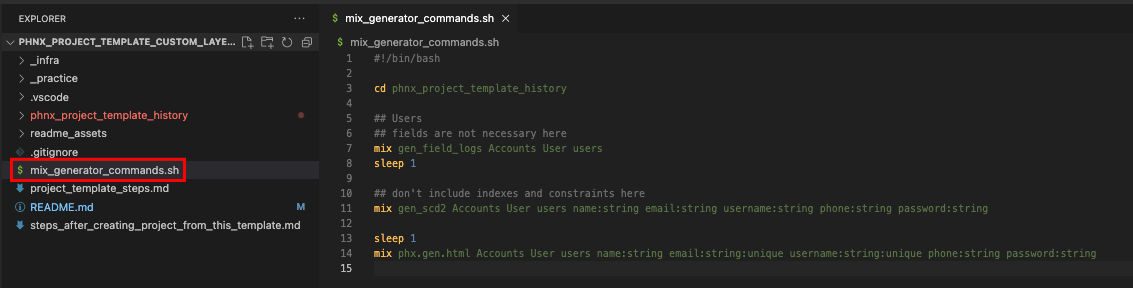 EXPLORER
PHNX_PROJECT_TEMPLATE_CUSTOM_LAYE...
_infra
_practice
.vscode
phnx_project_template_history
readme_assets
.gitignore
$ mix_generator_commands.sh
project_template_steps.md
README.md M
steps_after_creating_project_from_this_template.md
$ mix_generator_commands.sh ×
$ mix_generator_commands.sh
1 #!/bin/bash
2
3 cd phnx_project_template_history
4
5 ## Users
6 ## fields are not necessary here
7 mix gen_field_logs Accounts User users
8 sleep 1
9
10 ## don't include indexes and constraints here
11 mix gen_scd2 Accounts User users name:string email:string username:string phone:string password:string
12
13 sleep 1
14 mix phx.gen.html Accounts User users name:string email:string:unique username:string:unique phone:string password:string
15